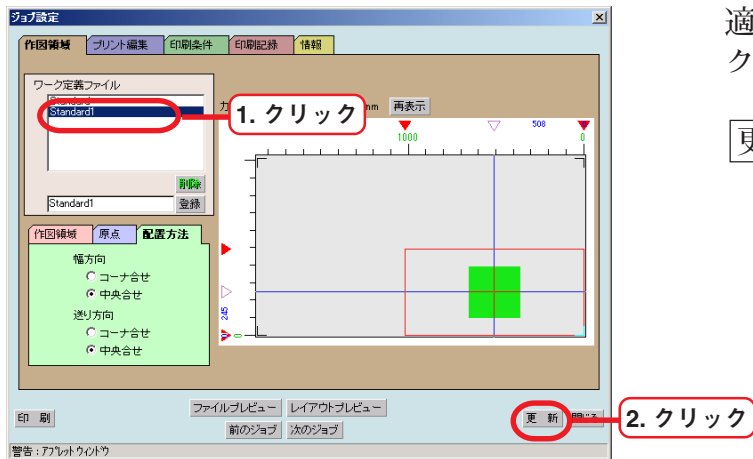 ジョブ設定
作図領域 プリント編集 印刷条件 印刷記録 情報
ワーク定義ファイル
Standard1
1. クリック
mm 再表示
508 0
1000 0
削除
Standard1 登録
作図領域 原点 配置方法
幅方向
コーナ合せ
中央合せ
送り方向
コーナ合せ
中央合せ
245
0
印 刷
ファイルプレビュー レイアウトプレビュー
前のジョブ 次のジョブ
更 新
2. クリック
警告 : アプレット ウィンドウ
適
ク